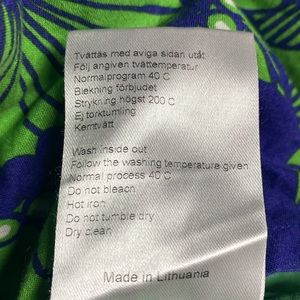 Tvättas med aviga sidan utåt
Följ angiven tvättemperatur
Normal program 40 C
Blekning förbjudet
Strykning högst 200 C
Ej torktumling
Kemtvätt
Wash inside out
Follow the washing temperature given
Normal process 40 C
Do not bleach
Hot iron
Do not tumble dry
Dry clean
Made in Lithuania